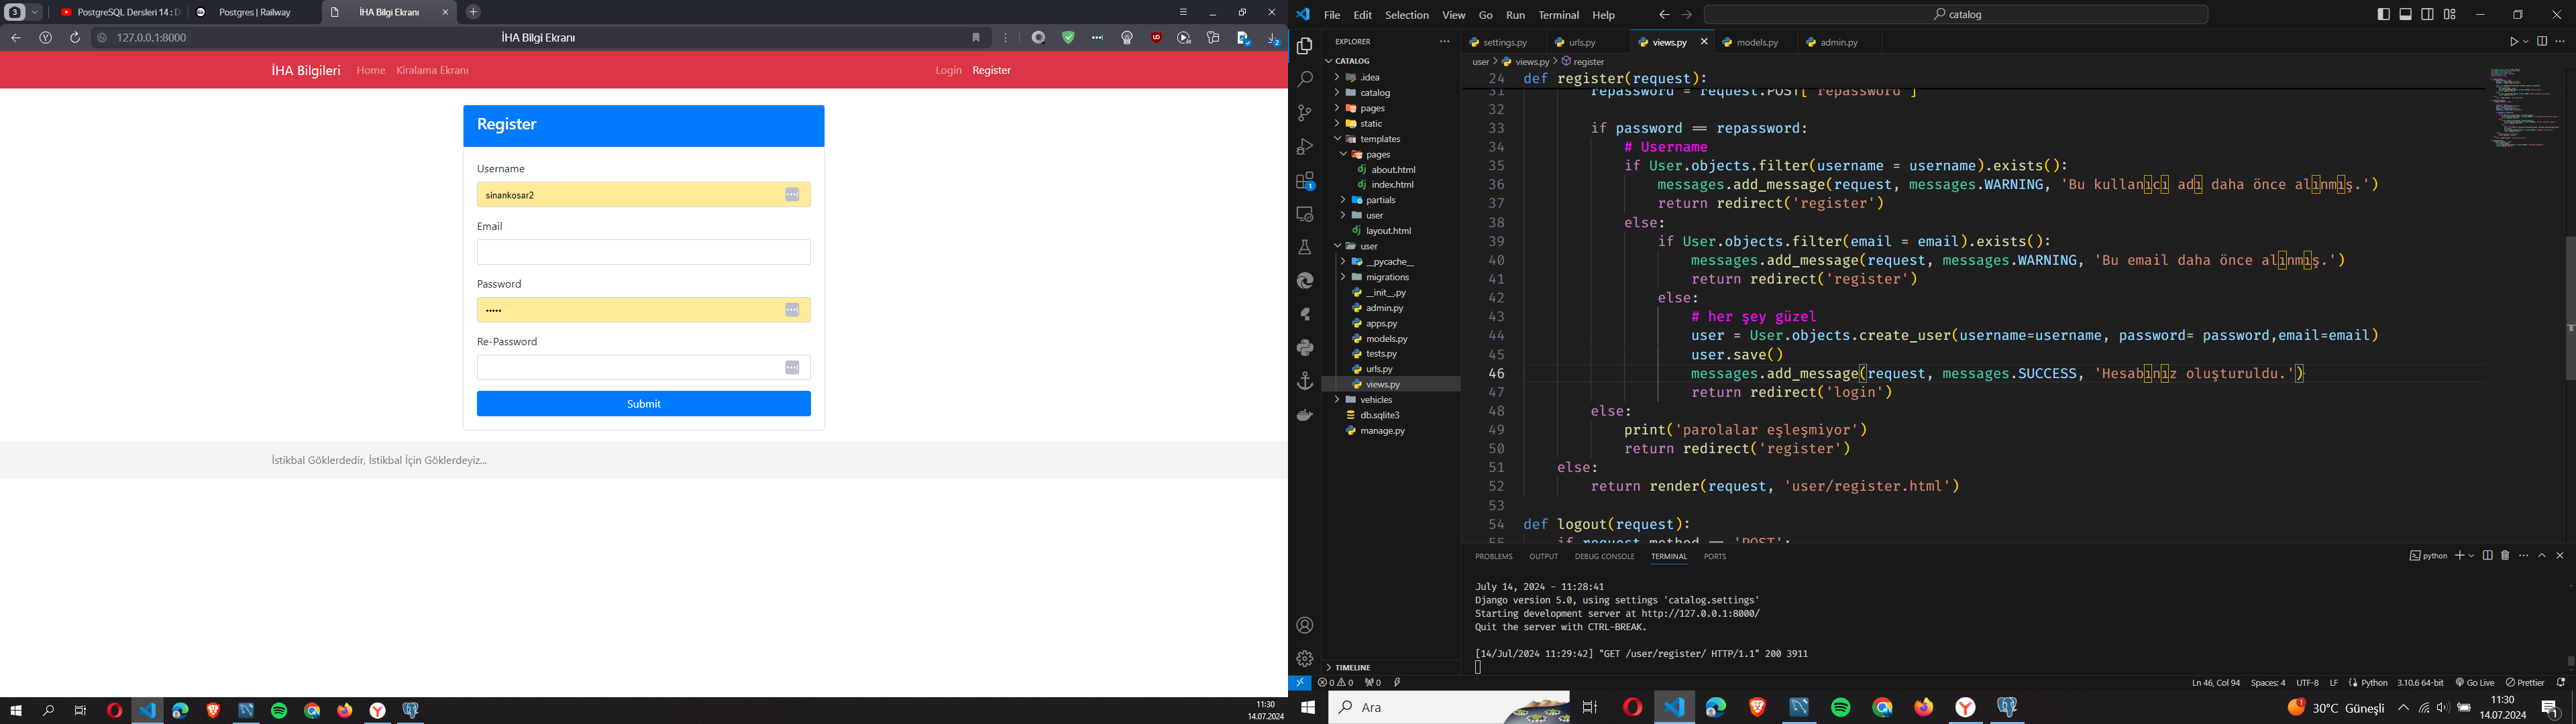 3
PostgreSQL Dersleri 14 : D
Postgres | Railway
İHA Bilgi Ekranı
127.0.0.1:8000
İHA Bilgi Ekranı
2
İHA Bilgileri Home Kiralama Ekranı Login Register
Register
Username
sinankosar2
Email
Password
•••••
Re-Password
Submit
İstikbal Göklerdedir, İstikbal İçin Göklerdeyiz...
11:30
14.07.2024
File Edit Selection View Go Run Terminal Help
catalog
EXPLORER
CATALOG
.idea
catalog
pages
static
templates
pages
about.html
index.html
partials
user
layout.html
user
__pycache__
migrations
__init__.py
admin.py
apps.py
models.py
tests.py
urls.py
views.py
vehicles
db.sqlite3
manage.py
TIMELINE
settings.py urls.py views.py models.py admin.py
user > views.py > register
24 def register(request):
31 repassword = request.POST['repassword']
32
33 if password == repassword:
34 # Username
35 if User.objects.filter(username = username).exists():
36 messages.add_message(request, messages.WARNING, 'Bu kullanıcı adı daha önce alınmış.')
37 return redirect('register')
38 else:
39 if User.objects.filter(email = email).exists():
40 messages.add_message(request, messages.WARNING, 'Bu email daha önce alınmış.')
41 return redirect('register')
42 else:
43 # her şey güzel
44 user = User.objects.create_user(username=username, password= password,email=email)
45 user.save()
46 messages.add_message(request, messages.SUCCESS, 'Hesabınız oluşturuldu.')
47 return redirect('login')
48 else:
49 print('parolalar eşleşmiyor')
50 return redirect('register')
51 else:
52 return render(request, 'user/register.html')
53
54 def logout(request):
55 if request.method == 'POST':
PROBLEMS OUTPUT DEBUG CONSOLE TERMINAL PORTS
python
July 14, 2024 - 11:28:41
Django version 5.0, using settings 'catalog.settings'
Starting development server at http://127.0.0.1:8000/
Quit the server with CTRL-BREAK.
[14/Jul/2024 11:29:42] "GET /user/register/ HTTP/1.1" 200 3911
0 0 0
Ln 46, Col 94 Spaces: 4 UTF-8 LF Python 3.10.6 64-bit Go Live Prettier
Ara
1
30°C Güneşli
11:30
14.07.2024
1